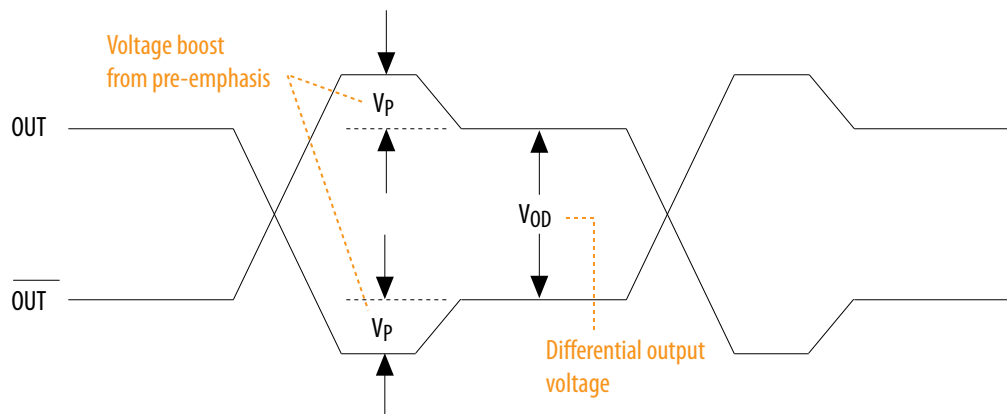 Voltage boost
from pre-emphasis
VP
OUT
VOD
OUT
VP
Differential output
voltage